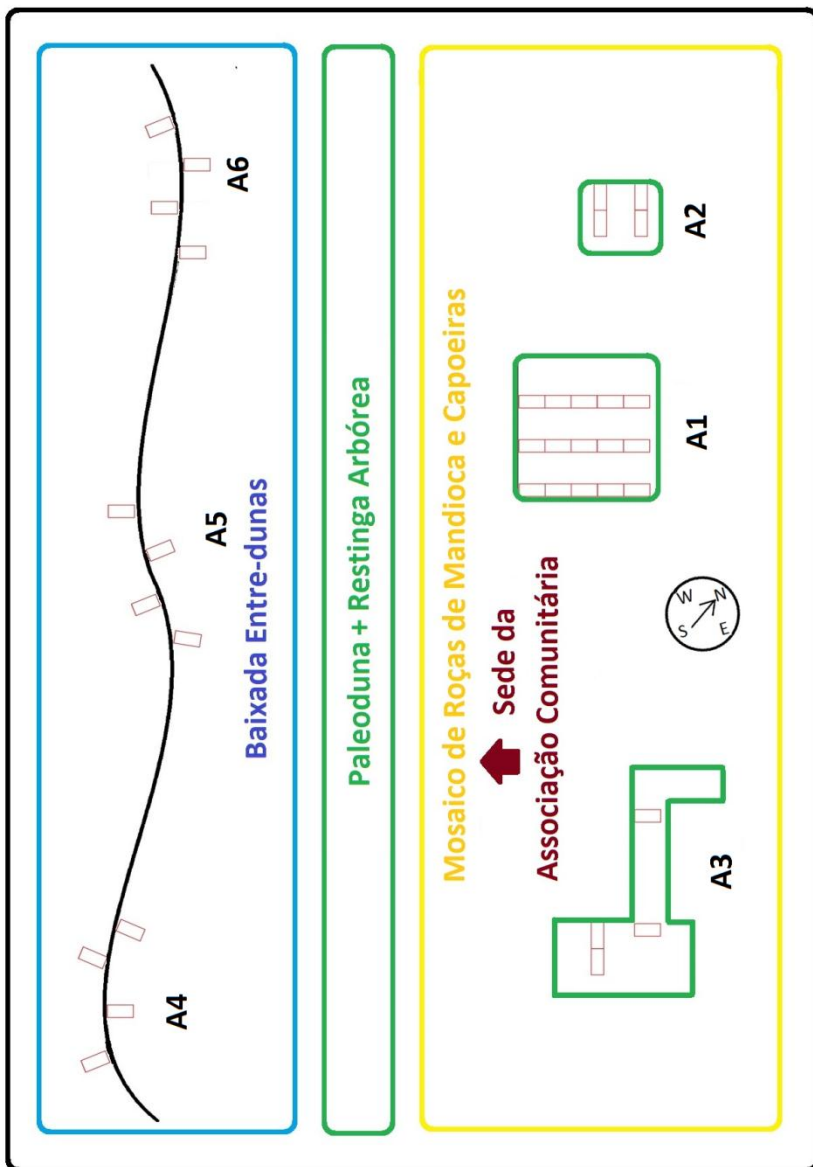 A6
A5
A4
Baixada Entre-dunas
Paleoduna + Restinga Arbórea
Mosaico de Roças de Mandioca e Capoeiras
Sede da
Associação Comunitária
A2
A1
A3
W
N
S
E